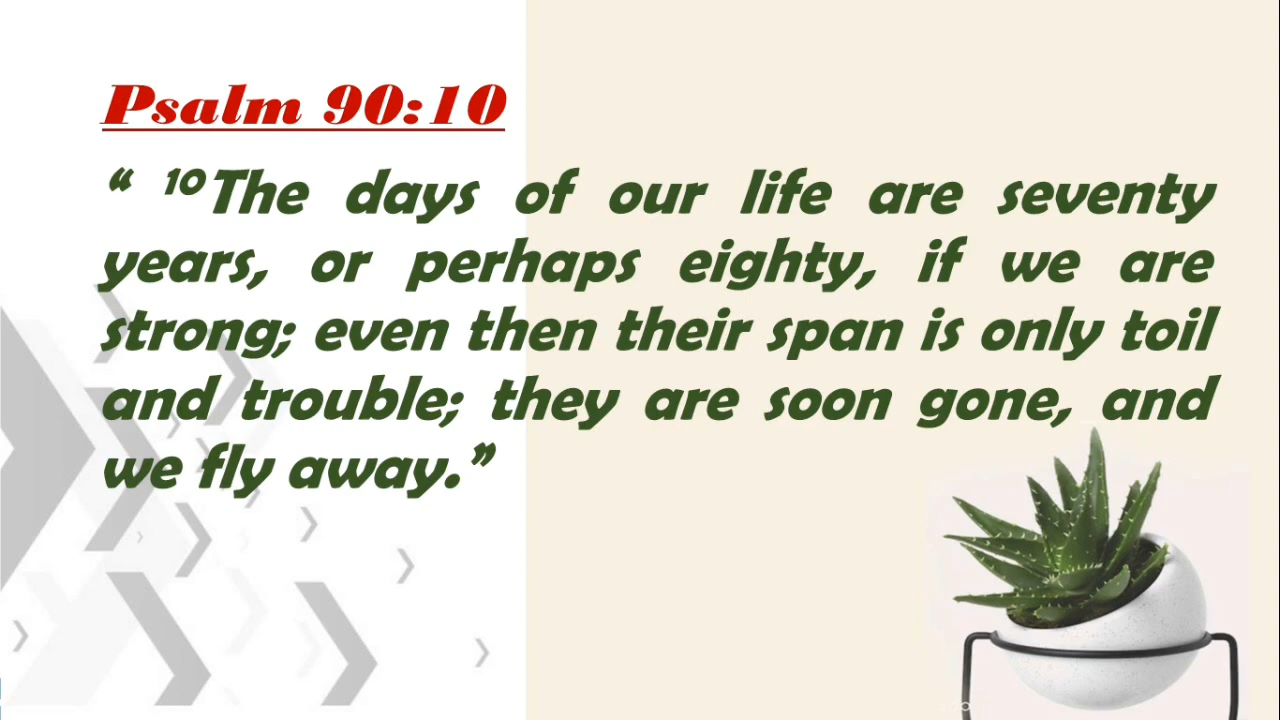 Psalm 90:10
“ ¹⁰The days of our life are seventy
years, or perhaps eighty, if we are
strong; even then their span is only toil
and trouble; they are soon gone, and
we fly away.”